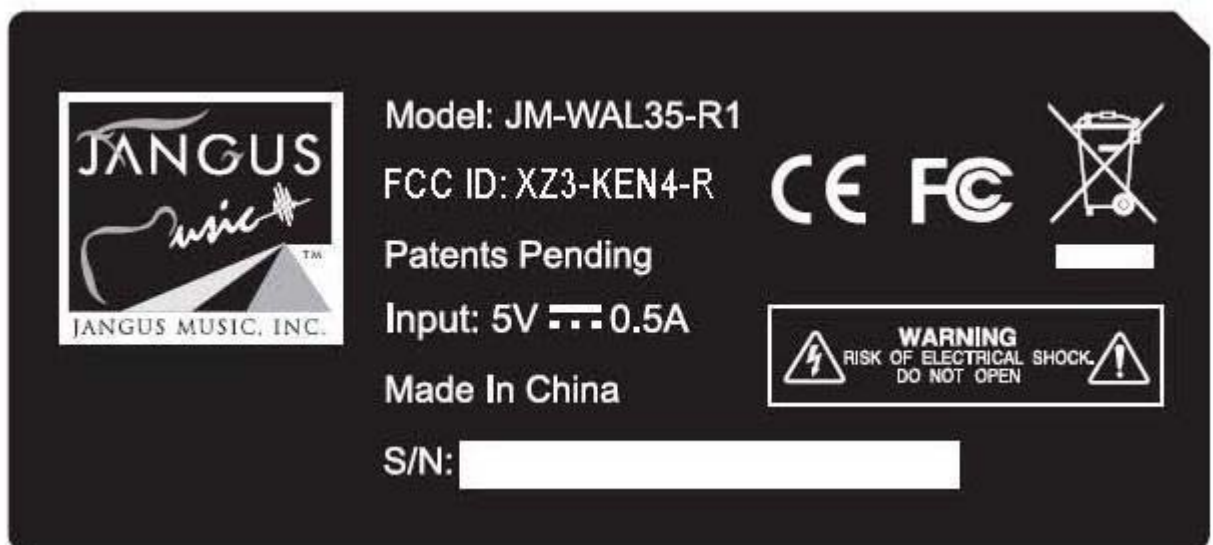 JANGUS
Music
TM
JANGUS MUSIC, INC.
Model: JM-WAL35-R1
FCC ID: XZ3-KEN4-R
Patents Pending
Input: 5V 0.5A
Made In China
S/N:
CE FC
WARNING
RISK OF ELECTRICAL SHOCK.
DO NOT OPEN